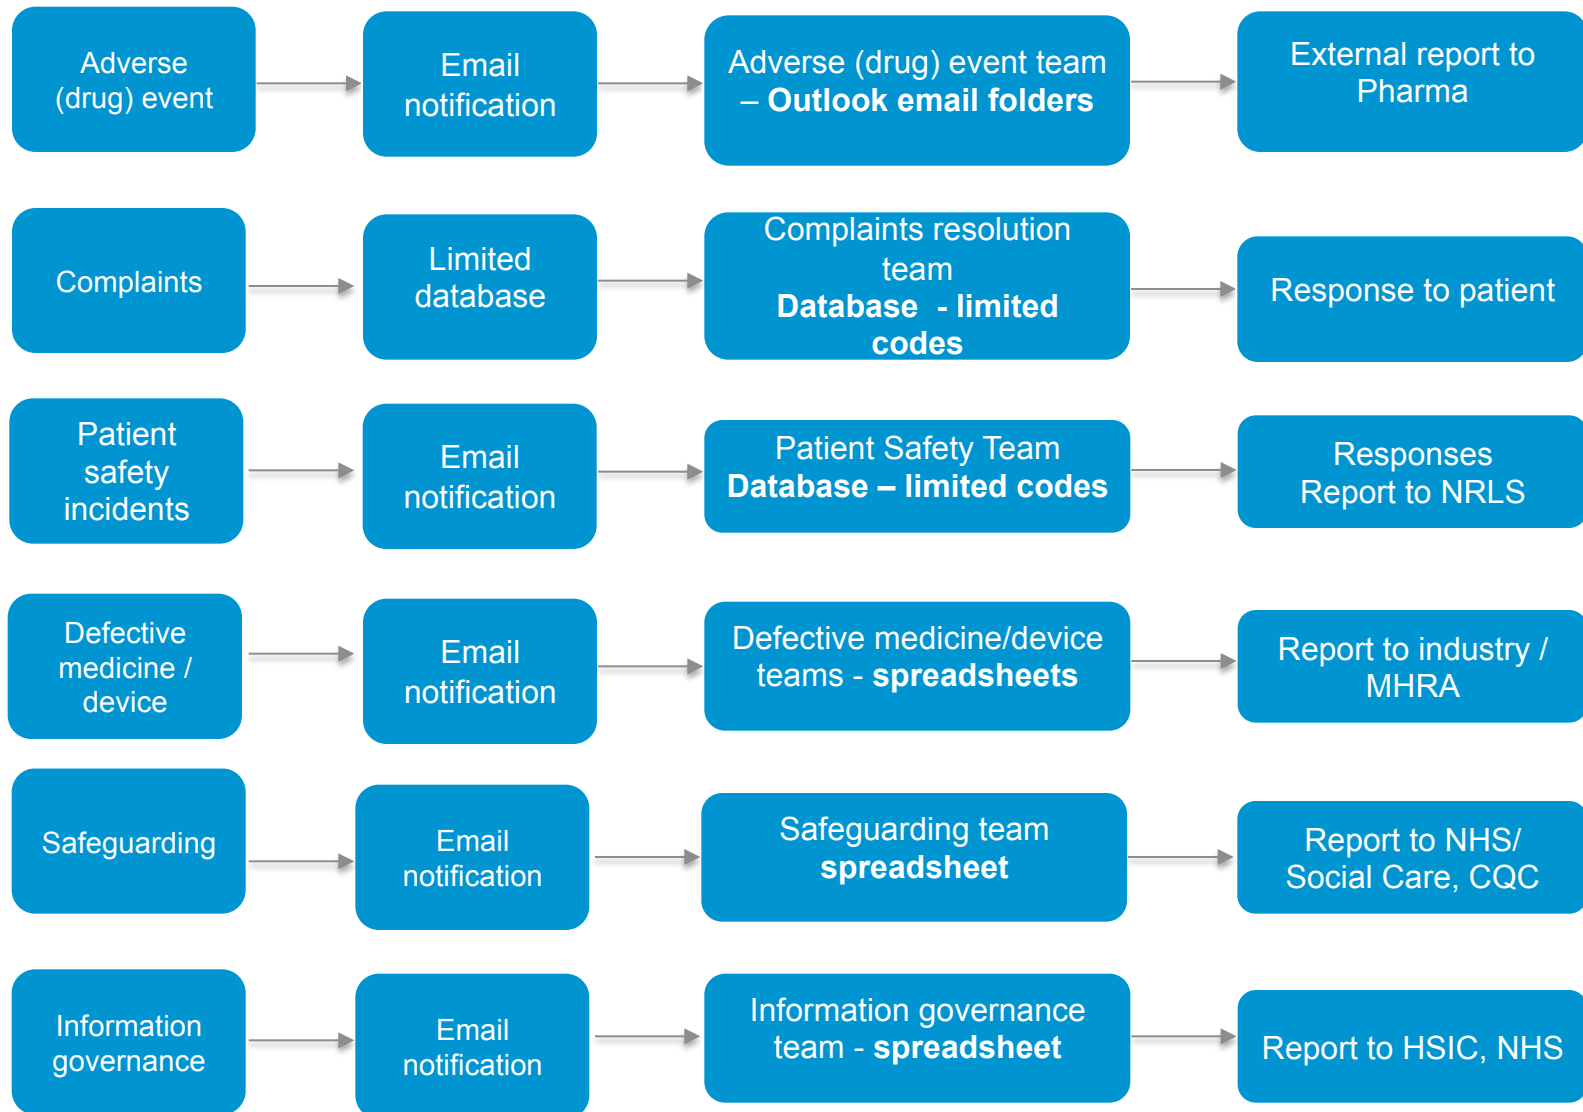 Adverse
(drug) event
Email
notification
Adverse (drug) event team
– Outlook email folders
External report to
Pharma
Complaints
Limited
database
Complaints resolution
team
Database - limited
codes
Response to patient
Patient
safety
incidents
Email
notification
Patient Safety Team
Database – limited codes
Responses
Report to NRLS
Defective
medicine /
device
Email
notification
Defective medicine/device
teams - spreadsheets
Report to industry /
MHRA
Safeguarding
Email
notification
Safeguarding team
spreadsheet
Report to NHS/
Social Care, CQC
Information
governance
Email
notification
Information governance
team - spreadsheet
Report to HSIC, NHS